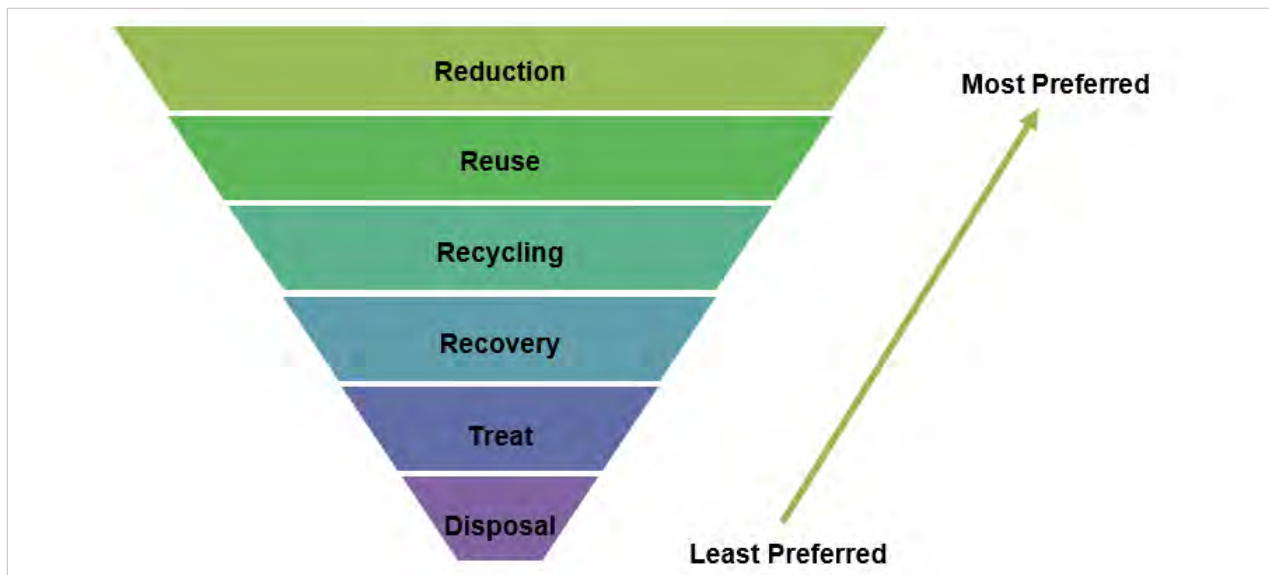 Reduction
Most Preferred
Reuse
Recycling
Recovery
Treat
Disposal
Least Preferred